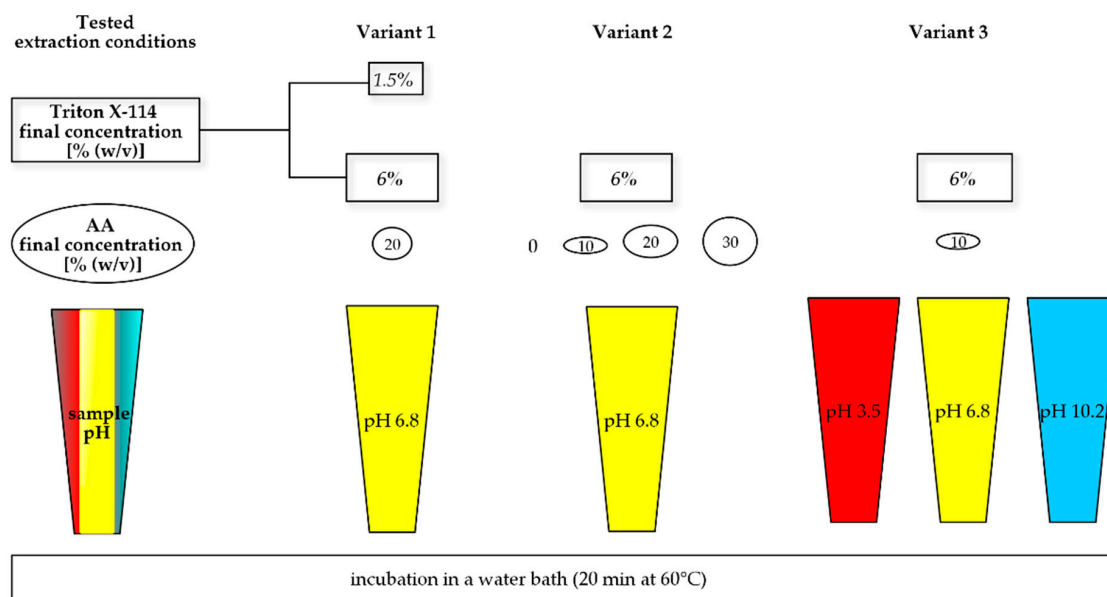 Tested
extraction conditions
Variant 1
Variant 2
Variant 3
1.5%
Triton X-114
final concentration
[% (w/v)]
6%
6%
6%
AA
final concentration
[% (w/v)]
20
0
10
20
30
10
sample
pH
pH 6.8
pH 6.8
pH 3.5
pH 6.8
pH 10.2
incubation in a water bath (20 min at 60°C)